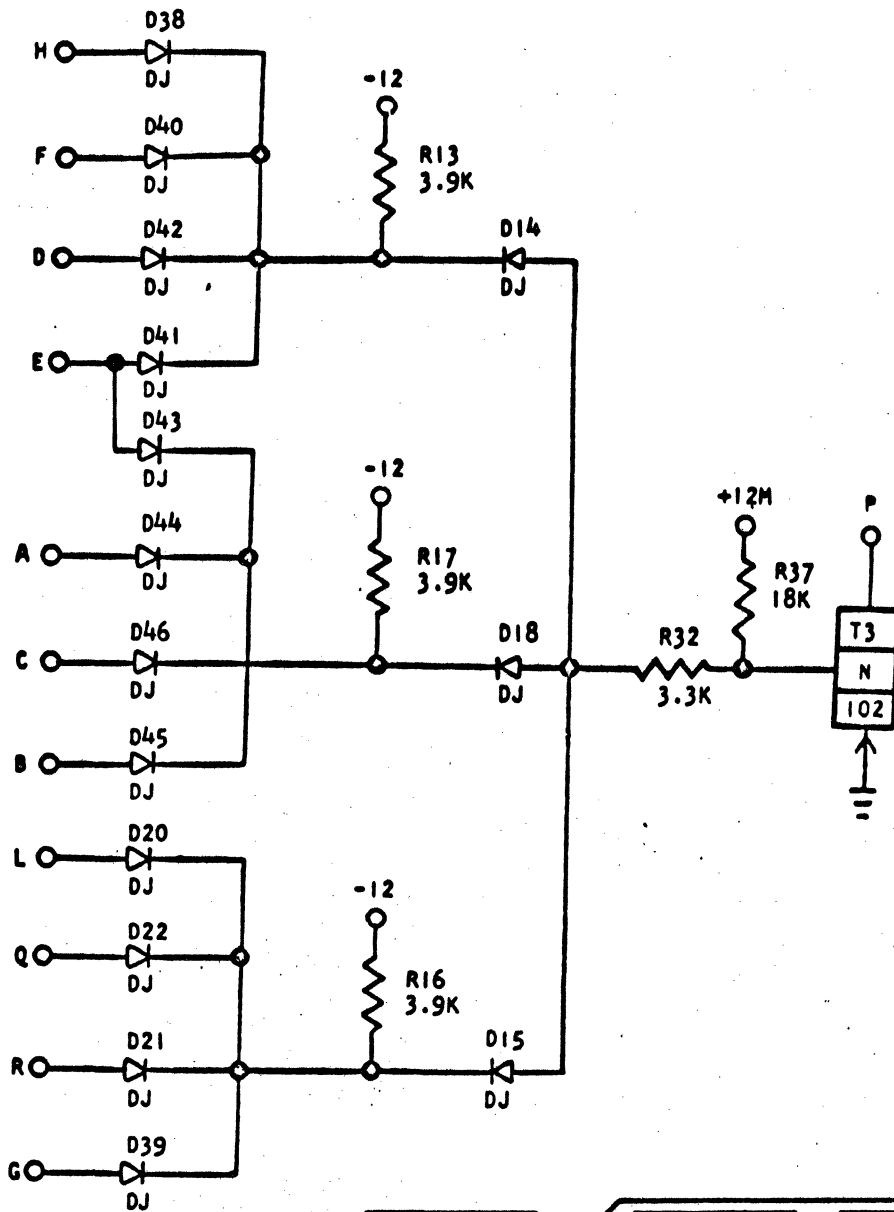 D38
H
DJ
-12
D40
F
DJ
R13
3.9K
D42
D
DJ
D14
DJ
D41
E
DJ
D43
DJ
-12
D44
A
DJ
R17
3.9K
+12M
P
R37
18K
D46
C
DJ
D18
DJ
R32
3.3K
T3
N
102
D45
B
DJ
D20
L
DJ
-12
D22
Q
DJ
R16
3.9K
D21
R
DJ
D15
DJ
D39
G
DJ